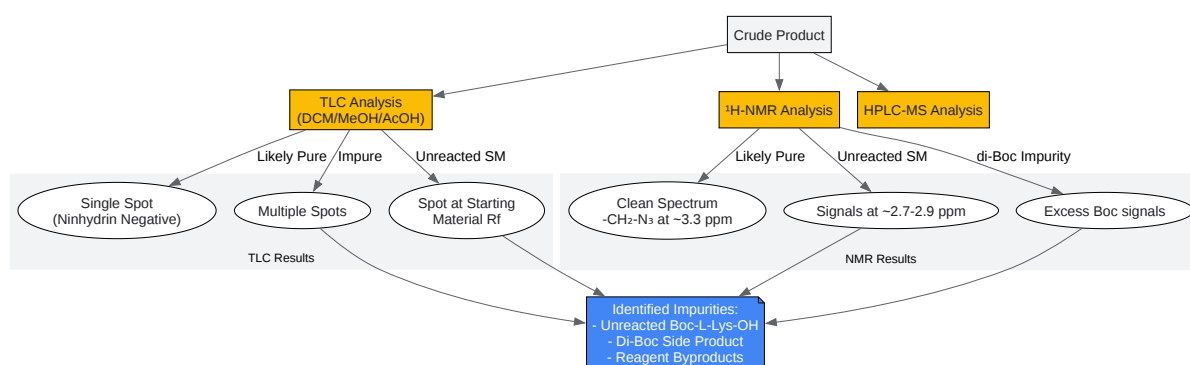 Crude Product
TLC Analysis
(DCM/MeOH/AcOH)
¹H-NMR Analysis
HPLC-MS Analysis
Likely Pure
Impure
Unreacted SM
Likely Pure
Unreacted SM
di-Boc Impurity
Single Spot
(Ninhydrin Negative)
Multiple Spots
Spot at Starting
Material Rf
Clean Spectrum
-CH₂-N₃ at ~3.3 ppm
Signals at ~2.7-2.9 ppm
Excess Boc signals
TLC Results
NMR Results
Identified Impurities:
- Unreacted Boc-L-Lys-OH
- Di-Boc Side Product
- Reagent Byproducts